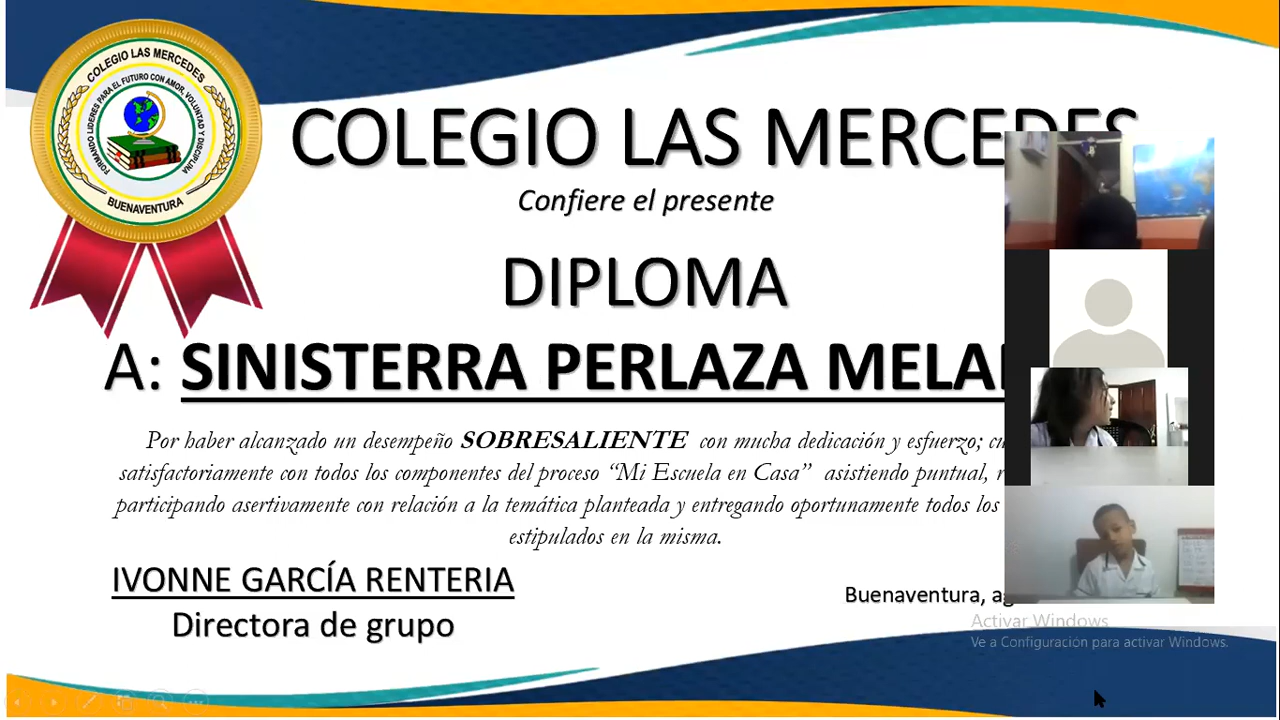 COLEGIO LAS MERCEDES
FORMANDO LIDERES PARA EL FUTURO CON AMOR, VOLUNTAD Y DISCIPLINA
BUENAVENTURA
COLEGIO LAS MERCEDES
Confiere el presente
DIPLOMA
A: SINISTERRA PERLAZA
Por haber alcanzado un desempeño SOBRESALIENTE con mucha dedicación y esfuerzo;
satisfactoriamente con todos los componentes del proceso “Mi Escuela en Casa” asistiendo puntual,
participando asertivamente con relación a la temática planteada y entregando oportunamente todos los
estipulados en la misma.
IVONNE GARCÍA RENTERIA
Directora de grupo
Buenaventura,
Activar Windows
Ve a Configuración para activar Windows.